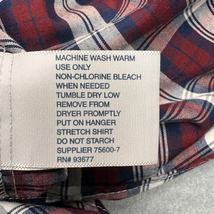 MACHINE WASH WARM
USE ONLY
NON-CHLORINE BLEACH
WHEN NEEDED
TUMBLE DRY LOW
REMOVE FROM
DRYER PROMPTLY
PUT ON HANGER
STRETCH SHIRT
DO NOT STARCH
SUPPLIER 75600-7
RN# 93677